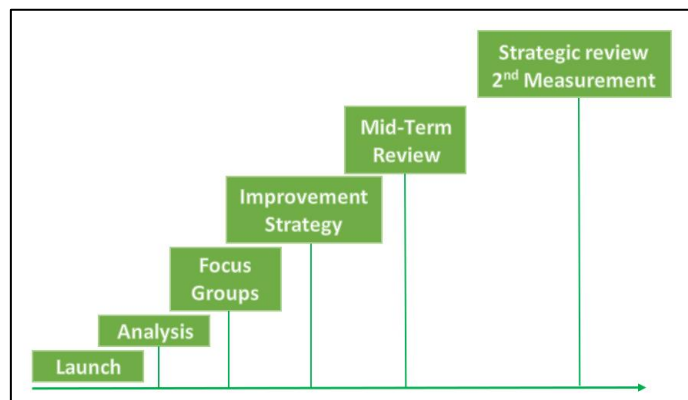 Strategic review
2nd Measurement
Mid-Term
Review
Improvement
Strategy
Focus
Groups
Analysis
Launch